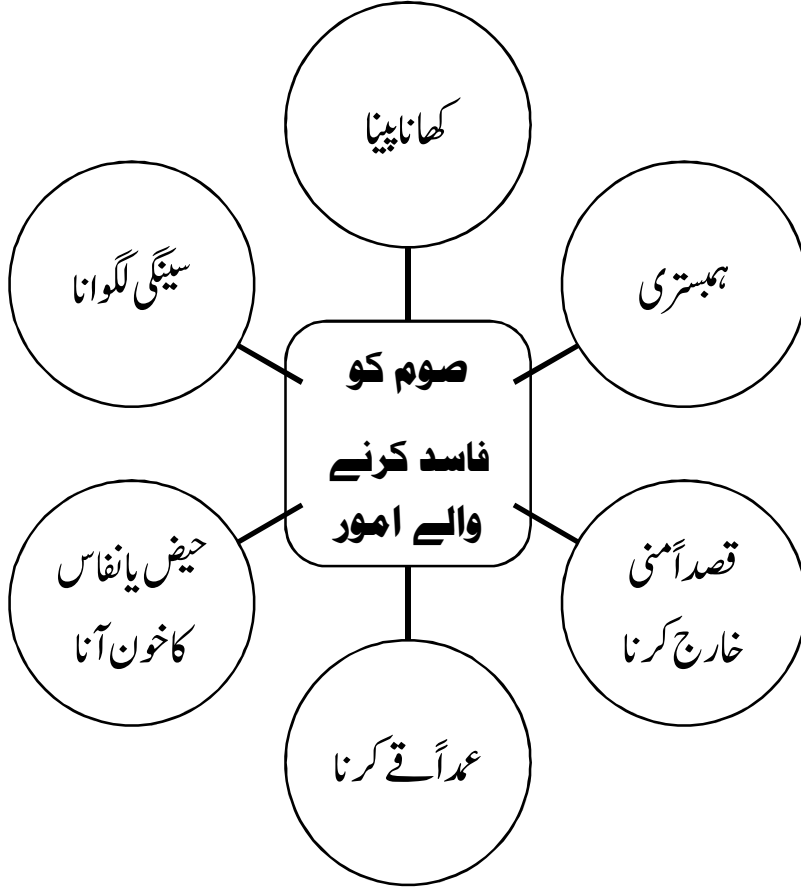 صوم کو
فاسد کرنے
والے امور
کھانا پینا
ہمبستری
قصداً منی
خارج کرنا
عمداً قے کرنا
حیض یا نفاس
کا خون آنا
سینگی لگوانا